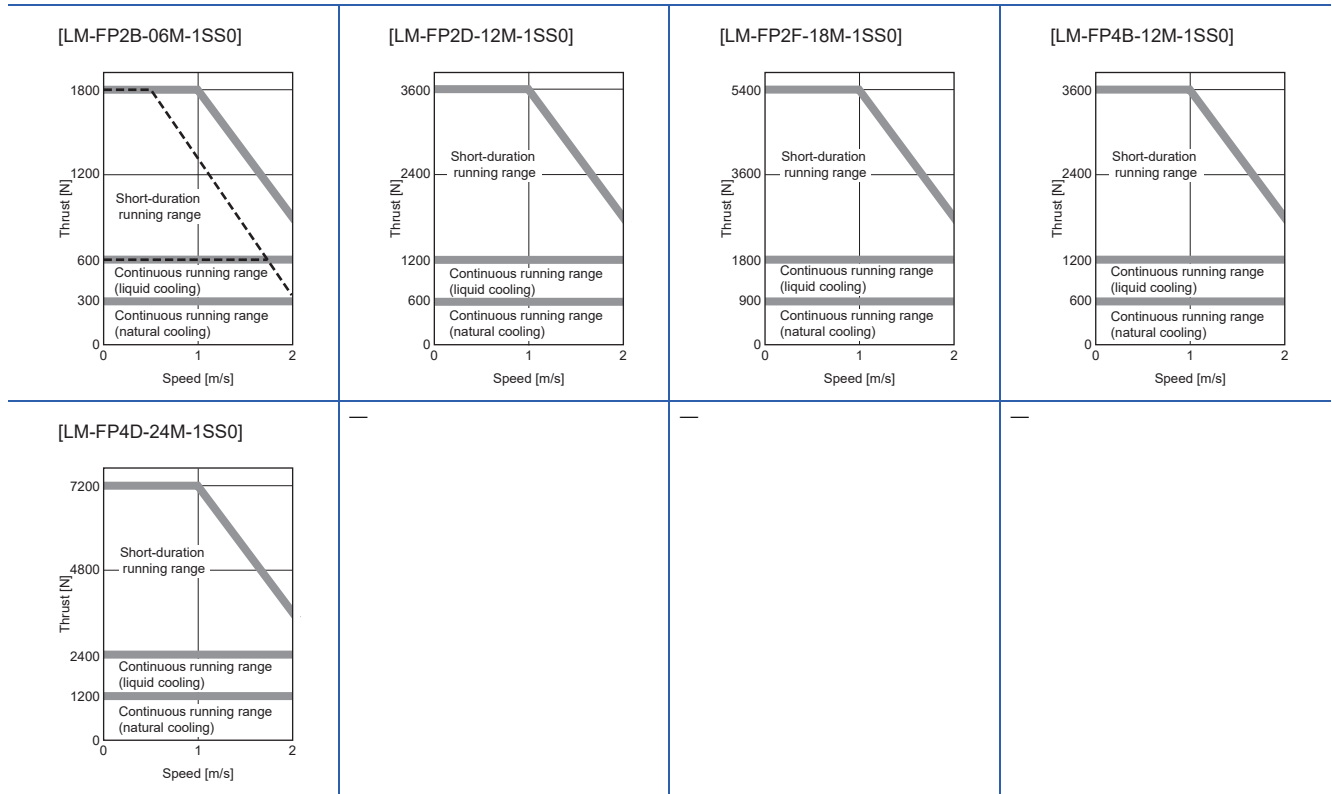 [LM-FP2B-06M-1SS0]
1800
1200
600
300
0
0
1
2
Thrust [N]
Short-duration
running range
Continuous running range
(liquid cooling)
Continuous running range
(natural cooling)
Speed [m/s]
[LM-FP2D-12M-1SS0]
3600
2400
1200
600
0
0
1
2
Thrust [N]
Short-duration
running range
Continuous running range
(liquid cooling)
Continuous running range
(natural cooling)
Speed [m/s]
[LM-FP2F-18M-1SS0]
5400
3600
1800
900
0
0
1
2
Thrust [N]
Short-duration
running range
Continuous running range
(liquid cooling)
Continuous running range
(natural cooling)
Speed [m/s]
[LM-FP4B-12M-1SS0]
3600
2400
1200
600
0
0
1
2
Thrust [N]
Short-duration
running range
Continuous running range
(liquid cooling)
Continuous running range
(natural cooling)
Speed [m/s]
[LM-FP4D-24M-1SS0]
7200
4800
2400
1200
0
0
1
2
Thrust [N]
Short-duration
running range
Continuous running range
(liquid cooling)
Continuous running range
(natural cooling)
Speed [m/s]
—
—
—